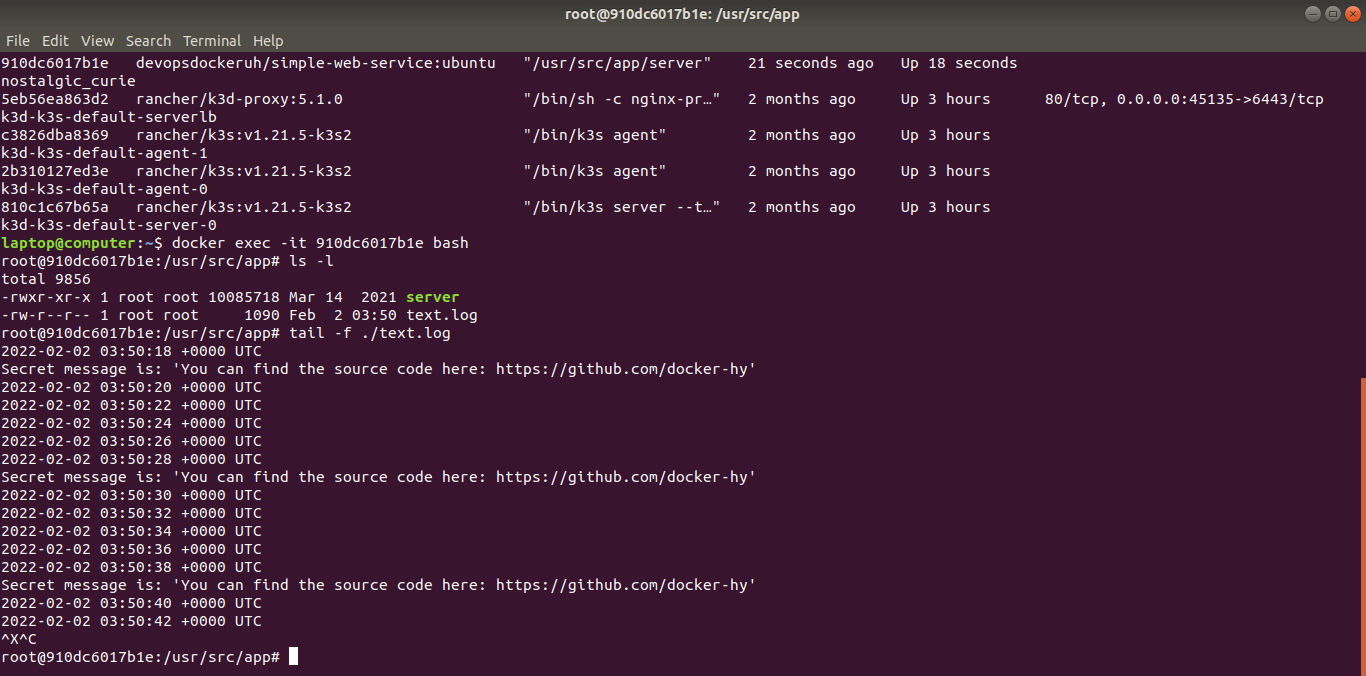 root@910dc6017b1e: /usr/src/app
File Edit View Search Terminal Help
910dc6017b1e   devopsdockeruh/simple-web-service:ubuntu   "/usr/src/app/server"    21 seconds ago   Up 18 seconds
nostalgic_curie
5eb56ea863d2   rancher/k3d-proxy:5.1.0                    "/bin/sh -c nginx-pr…"   2 months ago     Up 3 hours      80/tcp, 0.0.0.0:45135->6443/tcp
k3d-k3s-default-serverlb
c3826dba8369   rancher/k3s:v1.21.5-k3s2                   "/bin/k3s agent"         2 months ago     Up 3 hours
k3d-k3s-default-agent-1
2b310127ed3e   rancher/k3s:v1.21.5-k3s2                   "/bin/k3s agent"         2 months ago     Up 3 hours
k3d-k3s-default-agent-0
810c1c67b65a   rancher/k3s:v1.21.5-k3s2                   "/bin/k3s server --t…"   2 months ago     Up 3 hours
k3d-k3s-default-server-0
laptop@computer:~$ docker exec -it 910dc6017b1e bash
root@910dc6017b1e:/usr/src/app# ls -l
total 9856
-rwxr-xr-x 1 root root 10085718 Mar 14  2021 server
-rw-r--r-- 1 root root     1090 Feb  2 03:50 text.log
root@910dc6017b1e:/usr/src/app# tail -f ./text.log
2022-02-02 03:50:18 +0000 UTC
Secret message is: 'You can find the source code here: https://github.com/docker-hy'
2022-02-02 03:50:20 +0000 UTC
2022-02-02 03:50:22 +0000 UTC
2022-02-02 03:50:24 +0000 UTC
2022-02-02 03:50:26 +0000 UTC
2022-02-02 03:50:28 +0000 UTC
Secret message is: 'You can find the source code here: https://github.com/docker-hy'
2022-02-02 03:50:30 +0000 UTC
2022-02-02 03:50:32 +0000 UTC
2022-02-02 03:50:34 +0000 UTC
2022-02-02 03:50:36 +0000 UTC
2022-02-02 03:50:38 +0000 UTC
Secret message is: 'You can find the source code here: https://github.com/docker-hy'
2022-02-02 03:50:40 +0000 UTC
2022-02-02 03:50:42 +0000 UTC
^X^C
root@910dc6017b1e:/usr/src/app#